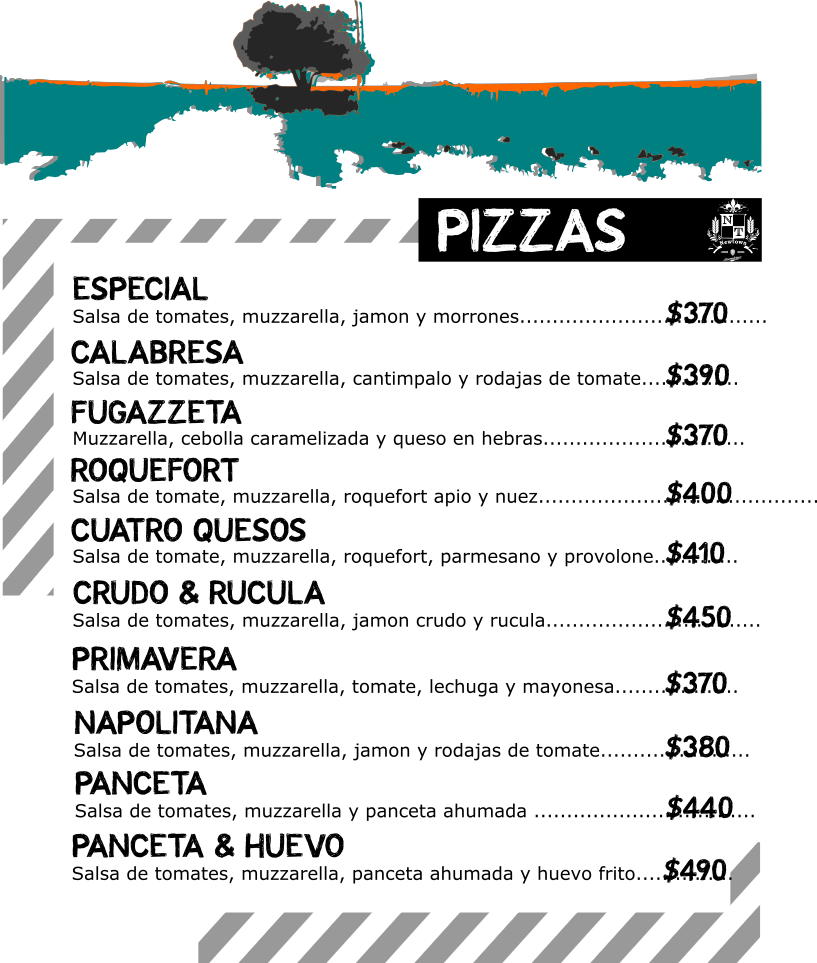 PIZZAS
N
T
Newtown
ESPECIAL
Salsa de tomates, muzzarella, jamon y morrones...................................... $370
CALABRESA
Salsa de tomates, muzzarella, cantimpalo y rodajas de tomate............... $390
FUGAZZETA
Muzzarella, cebolla caramelizada y queso en hebras............................... $370
ROQUEFORT
Salsa de tomate, muzzarella, roquefort apio y nuez........................................... $400
CUATRO QUESOS
Salsa de tomate, muzzarella, roquefort, parmesano y provolone............. $410
CRUDO & RUCULA
Salsa de tomates, muzzarella, jamon crudo y rucula................................. $450
PRIMAVERA
Salsa de tomates, muzzarella, tomate, lechuga y mayonesa................... $370
NAPOLITANA
Salsa de tomates, muzzarella, jamon y rodajas de tomate....................... $380
PANCETA
Salsa de tomates, muzzarella y panceta ahumada .................................. $440
PANCETA & HUEVO
Salsa de tomates, muzzarella, panceta ahumada y huevo frito............... $490